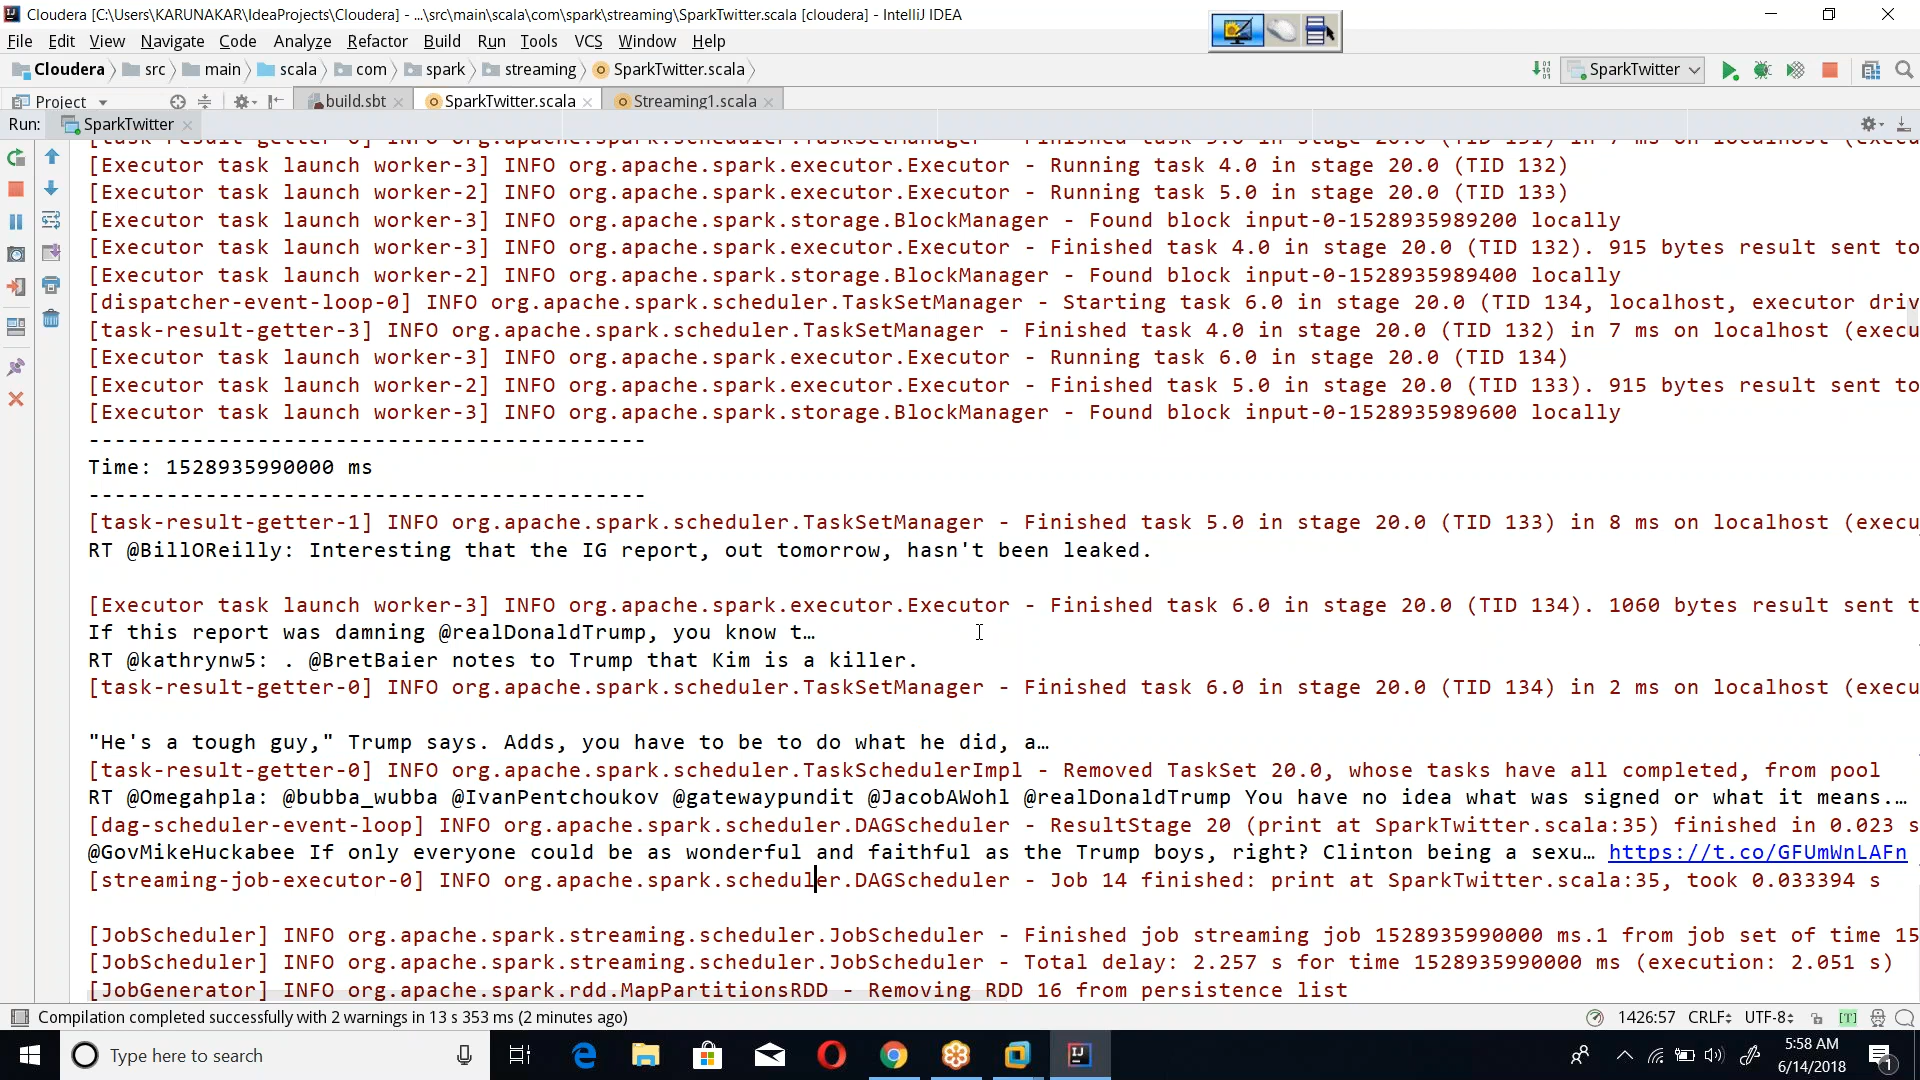 Cloudera [C:\Users\KARUNAKAR\IdeaProjects\Cloudera] - ...\src\main\scala\com\spark\streaming\SparkTwitter.scala [cloudera] - IntelliJ IDEA
File Edit View Navigate Code Analyze Refactor Build Run Tools VCS Window Help
Cloudera src main scala com spark streaming SparkTwitter.scala SparkTwitter
Project build.sbt SparkTwitter.scala Streaming1.scala
Run: SparkTwitter
[Executor task launch worker-3] INFO org.apache.spark.executor.Executor - Running task 4.0 in stage 20.0 (TID 132)
[Executor task launch worker-2] INFO org.apache.spark.executor.Executor - Running task 5.0 in stage 20.0 (TID 133)
[Executor task launch worker-3] INFO org.apache.spark.storage.BlockManager - Found block input-0-1528935989200 locally
[Executor task launch worker-3] INFO org.apache.spark.executor.Executor - Finished task 4.0 in stage 20.0 (TID 132). 915 bytes result sent to
[Executor task launch worker-2] INFO org.apache.spark.storage.BlockManager - Found block input-0-1528935989400 locally
[dispatcher-event-loop-0] INFO org.apache.spark.scheduler.TaskSetManager - Starting task 6.0 in stage 20.0 (TID 134, localhost, executor driv
[task-result-getter-3] INFO org.apache.spark.scheduler.TaskSetManager - Finished task 4.0 in stage 20.0 (TID 132) in 7 ms on localhost (execu
[Executor task launch worker-3] INFO org.apache.spark.executor.Executor - Running task 6.0 in stage 20.0 (TID 134)
[Executor task launch worker-2] INFO org.apache.spark.executor.Executor - Finished task 5.0 in stage 20.0 (TID 133). 915 bytes result sent to
[Executor task launch worker-3] INFO org.apache.spark.storage.BlockManager - Found block input-0-1528935989600 locally
-------------------------------------------
Time: 1528935990000 ms
-------------------------------------------
[task-result-getter-1] INFO org.apache.spark.scheduler.TaskSetManager - Finished task 5.0 in stage 20.0 (TID 133) in 8 ms on localhost (execu
RT @BillOReilly: Interesting that the IG report, out tomorrow, hasn't been leaked.
[Executor task launch worker-3] INFO org.apache.spark.executor.Executor - Finished task 6.0 in stage 20.0 (TID 134). 1060 bytes result sent t
If this report was damning @realDonaldTrump, you know t…
RT @kathrynw5: . @BretBaier notes to Trump that Kim is a killer.
[task-result-getter-0] INFO org.apache.spark.scheduler.TaskSetManager - Finished task 6.0 in stage 20.0 (TID 134) in 2 ms on localhost (execu
"He's a tough guy," Trump says. Adds, you have to be to do what he did, a…
[task-result-getter-0] INFO org.apache.spark.scheduler.TaskSchedulerImpl - Removed TaskSet 20.0, whose tasks have all completed, from pool
RT @Omegahpla: @bubba_wubba @IvanPentchoukov @gatewaypundit @JacobAWohl @realDonaldTrump You have no idea what was signed or what it means.…
[dag-scheduler-event-loop] INFO org.apache.spark.scheduler.DAGScheduler - ResultStage 20 (print at SparkTwitter.scala:35) finished in 0.023 s
@GovMikeHuckabee If only everyone could be as wonderful and faithful as the Trump boys, right? Clinton being a sexu… https://t.co/GFUmWnLAFn
[streaming-job-executor-0] INFO org.apache.spark.scheduler.DAGScheduler - Job 14 finished: print at SparkTwitter.scala:35, took 0.033394 s
[JobScheduler] INFO org.apache.spark.streaming.scheduler.JobScheduler - Finished job streaming job 1528935990000 ms.1 from job set of time 15
[JobScheduler] INFO org.apache.spark.streaming.scheduler.JobScheduler - Total delay: 2.257 s for time 1528935990000 ms (execution: 2.051 s)
[JobGenerator] INFO org.apache.spark.rdd.MapPartitionsRDD - Removing RDD 16 from persistence list
Compilation completed successfully with 2 warnings in 13 s 353 ms (2 minutes ago) 1426:57 CRLF UTF-8 [T]
Type here to search 5:58 AM
6/14/2018 1